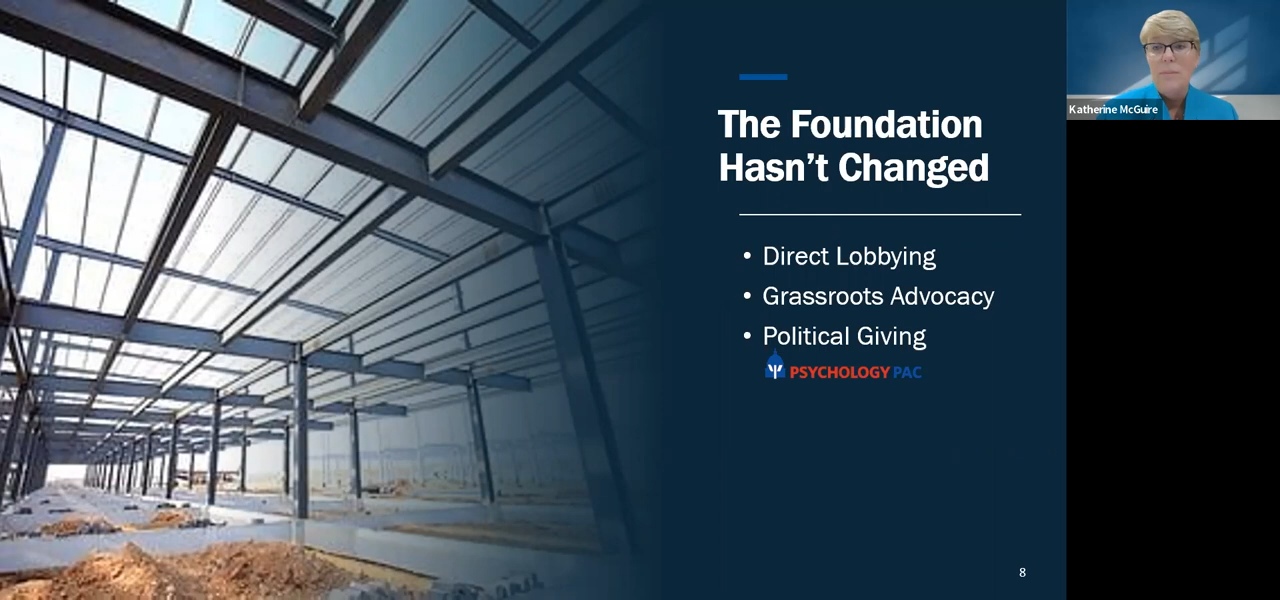 The Foundation
Hasn’t Changed
• Direct Lobbying
• Grassroots Advocacy
• Political Giving
PSYCHOLOGY PAC
8
Katherine McGuire